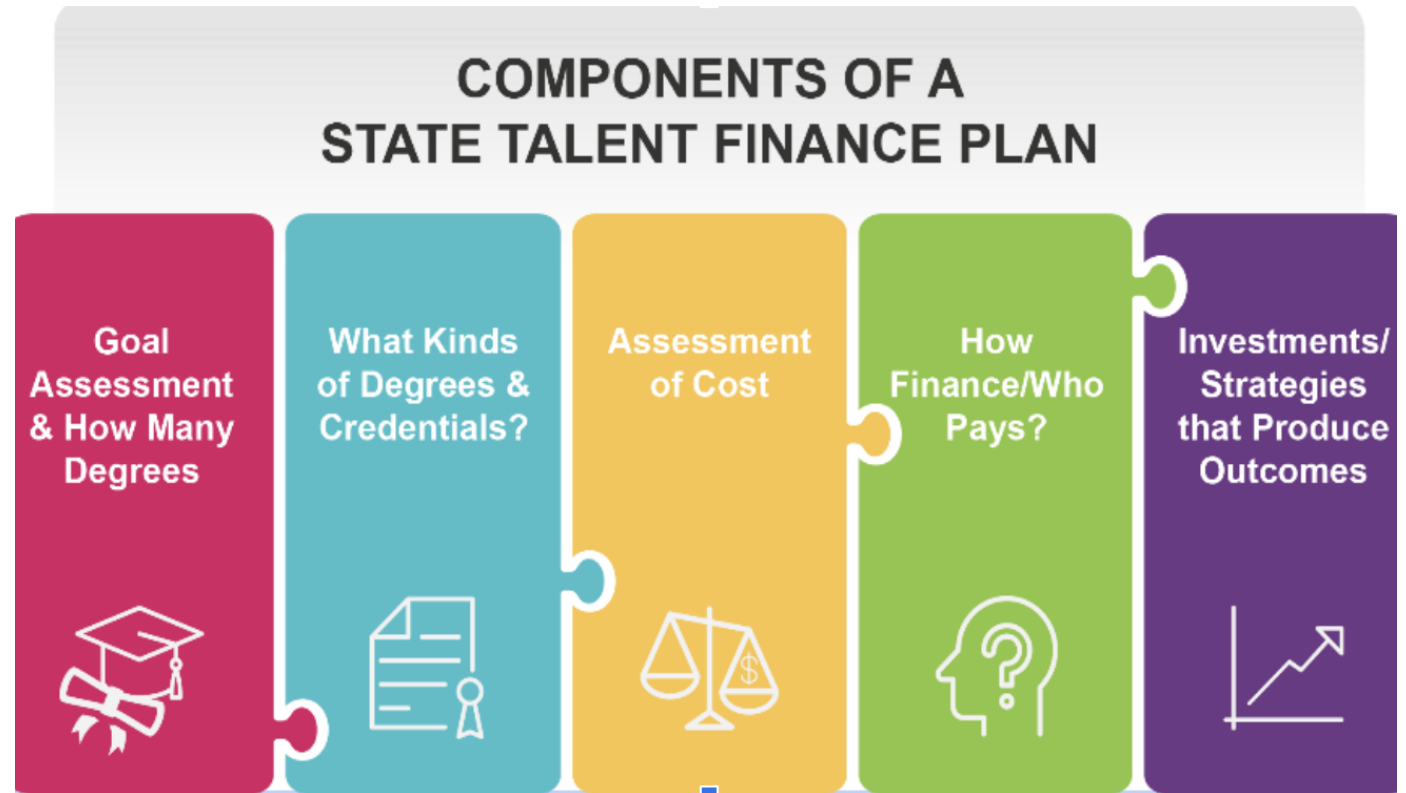 COMPONENTS OF A
STATE TALENT FINANCE PLAN
Goal
Assessment
& How Many
Degrees
What Kinds
of Degrees &
Credentials?
Assessment
of Cost
How
Finance/Who
Pays?
Investments/
Strategies
that Produce
Outcomes
$
?